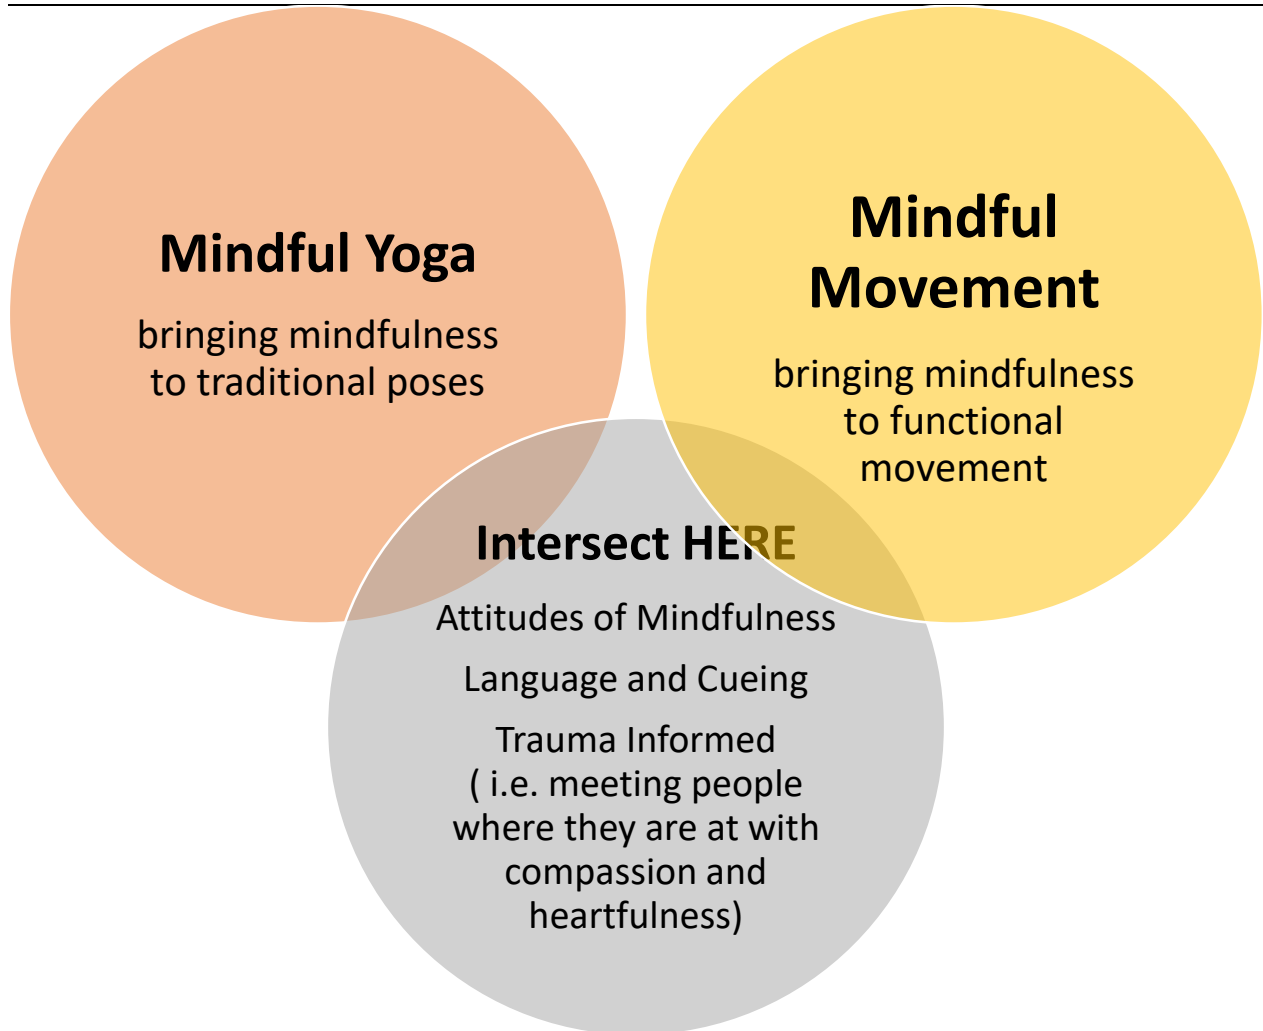 Mindful Yoga
bringing mindfulness
to traditional poses
Mindful
Movement
bringing mindfulness
to functional
movement
Intersect HERE
Attitudes of Mindfulness
Language and Cueing
Trauma Informed
( i.e. meeting people
where they are at with
compassion and
heartfulness)